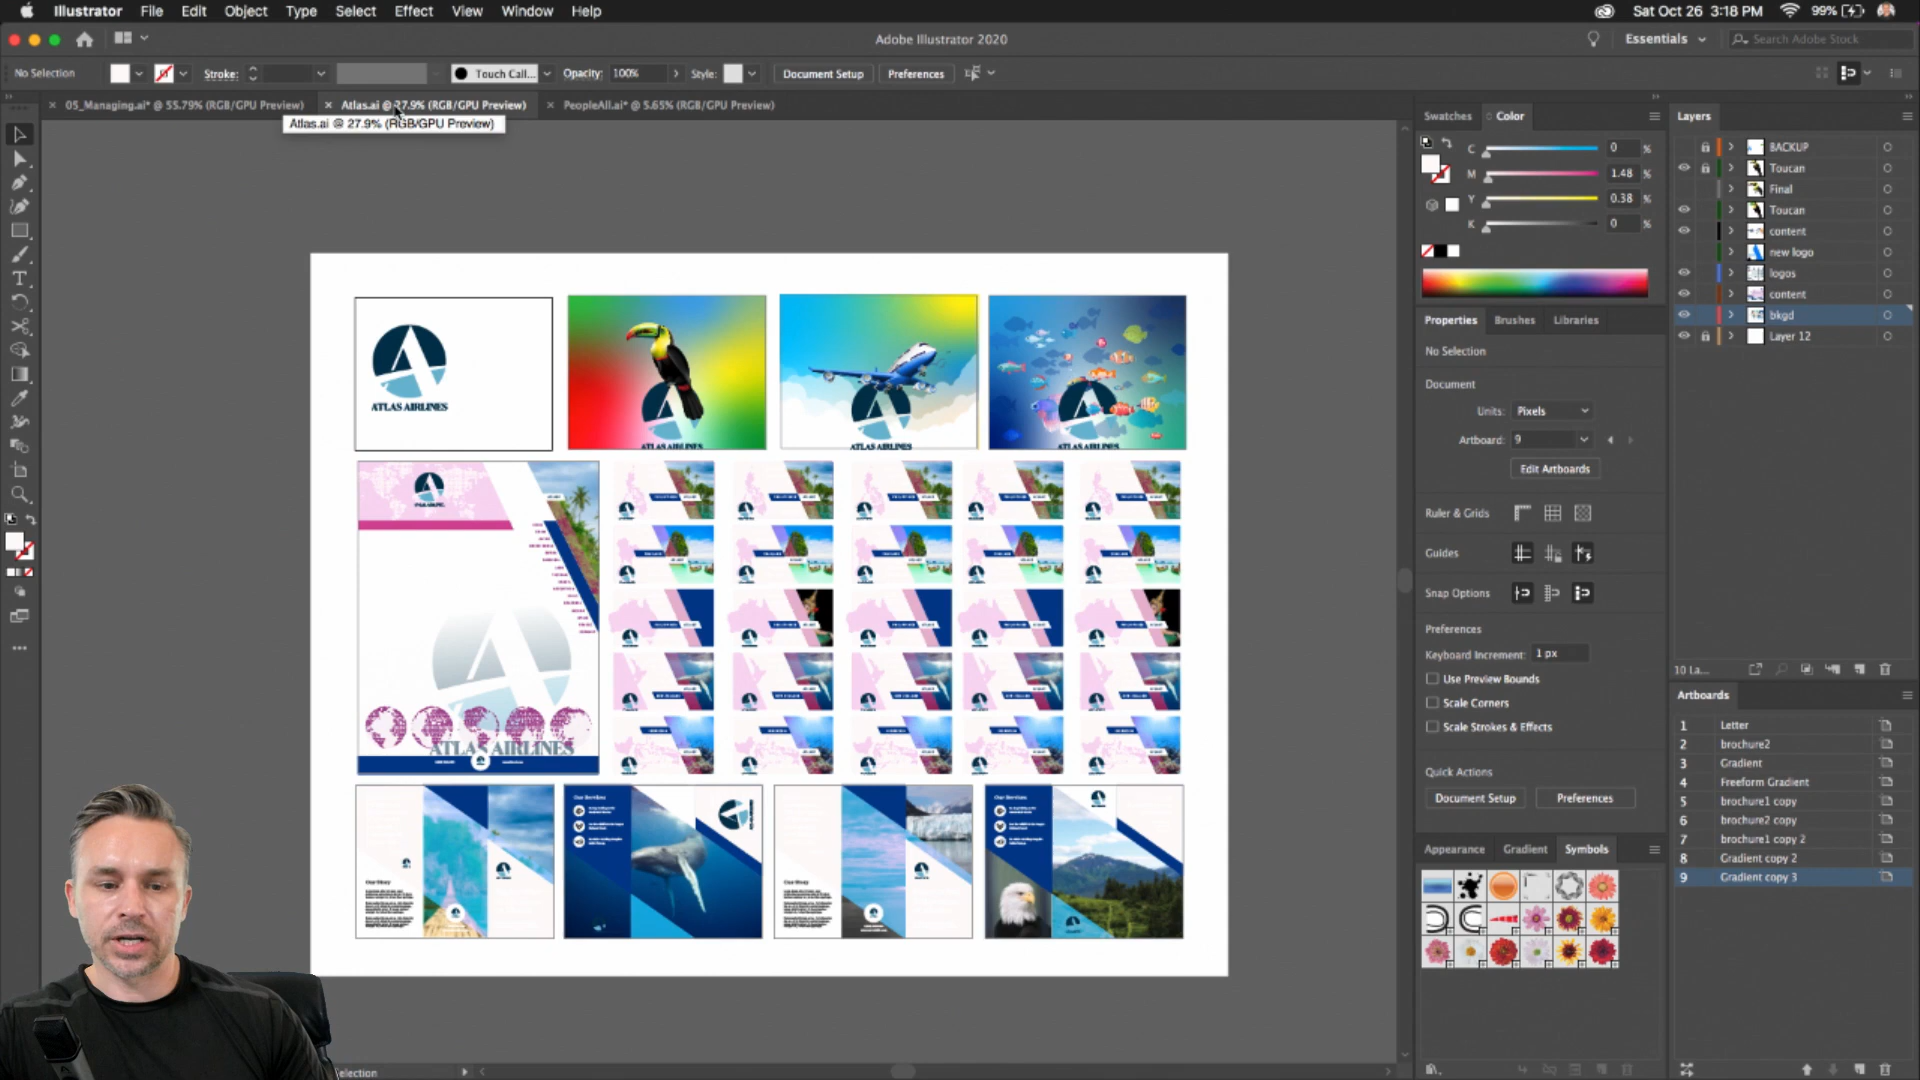 Illustrator File Edit Object Type Select Effect View Window Help
Sat Oct 26 3:18 PM 99%
Adobe Illustrator 2020
Essentials
Search Adobe Stock
No Selection Stroke: Touch Call... Opacity: 100% Style: Document Setup Preferences
05_Managing.ai* @ 55.79% (RGB/GPU Preview)
Atlas.ai @ 27.9% (RGB/GPU Preview)
PeopleAll.ai* @ 5.65% (RGB/GPU Preview)
Atlas.ai @ 27.9% (RGB/GPU Preview)
ATLAS AIRLINES
ATLAS AIRLINES
ATLAS AIRLINES
ATLAS AIRLINES
ATLAS AIRLINES
Our Services
Our Services
Our Story
Our Story
Selection
Swatches Color
C 0 %
M 1.48 %
Y 0.38 %
K 0 %
Properties Brushes Libraries
No Selection
Document
Units: Pixels
Artboard: 9
Edit Artboards
Ruler & Grids
Guides
Snap Options
Preferences
Keyboard Increment: 1 px
Use Preview Bounds
Scale Corners
Scale Strokes & Effects
Quick Actions
Document Setup Preferences
Appearance Gradient Symbols
Layers
BACKUP
Toucan
Final
Toucan
content
new logo
logos
content
bkgd
Layer 12
10 La...
Artboards
1 Letter
2 brochure2
3 Gradient
4 Freeform Gradient
5 brochure1 copy
6 brochure2 copy
7 brochure1 copy 2
8 Gradient copy 2
9 Gradient copy 3